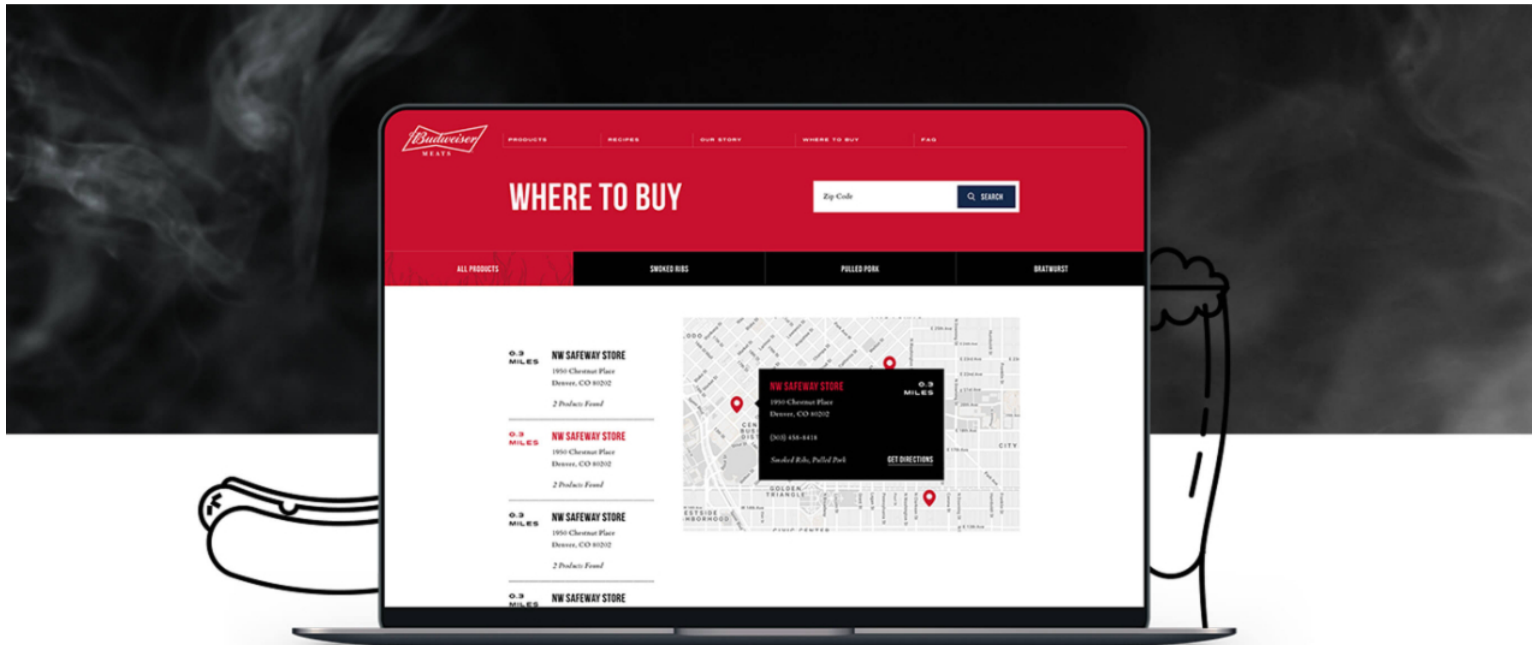 Budweiser
MEATS
PRODUCTS
RECIPES
OUR STORY
WHERE TO BUY
FAQ
WHERE TO BUY
Zip Code
SEARCH
ALL PRODUCTS
SMOKED RIBS
PULLED PORK
BRATWURST
0.3
MILES
NW SAFEWAY STORE
1950 Chestnut Place
Denver, CO 80202
2 Products Found
0.3
MILES
NW SAFEWAY STORE
1950 Chestnut Place
Denver, CO 80202
2 Products Found
0.3
MILES
NW SAFEWAY STORE
1950 Chestnut Place
Denver, CO 80202
2 Products Found
0.3
MILES
NW SAFEWAY STORE
NW SAFEWAY STORE
0.3
MILES
1950 Chestnut Place
Denver, CO 80202
(303) 456-8418
Smoked Ribs, Pulled Pork
GET DIRECTIONS
CITY
GOLDEN
TRIANGLE
CIVIC CENTER